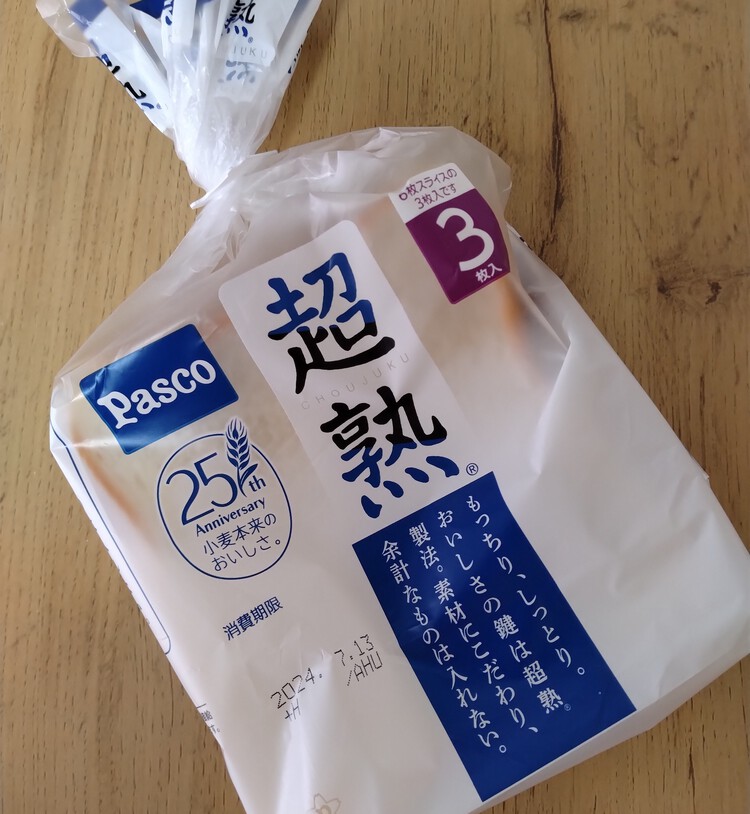 熟
6枚スライスの
3枚入です
3
枚入
超熟
CHOUJUKU
®
Pasco
25th
Anniversary
小麦本来の
おいしさ。
もっちり、しっとり。
おいしさの鍵は超熟®
製法。素材にこだわり、
余計なものは入れない。
消費期限
2024. 7.13
+H /AHU